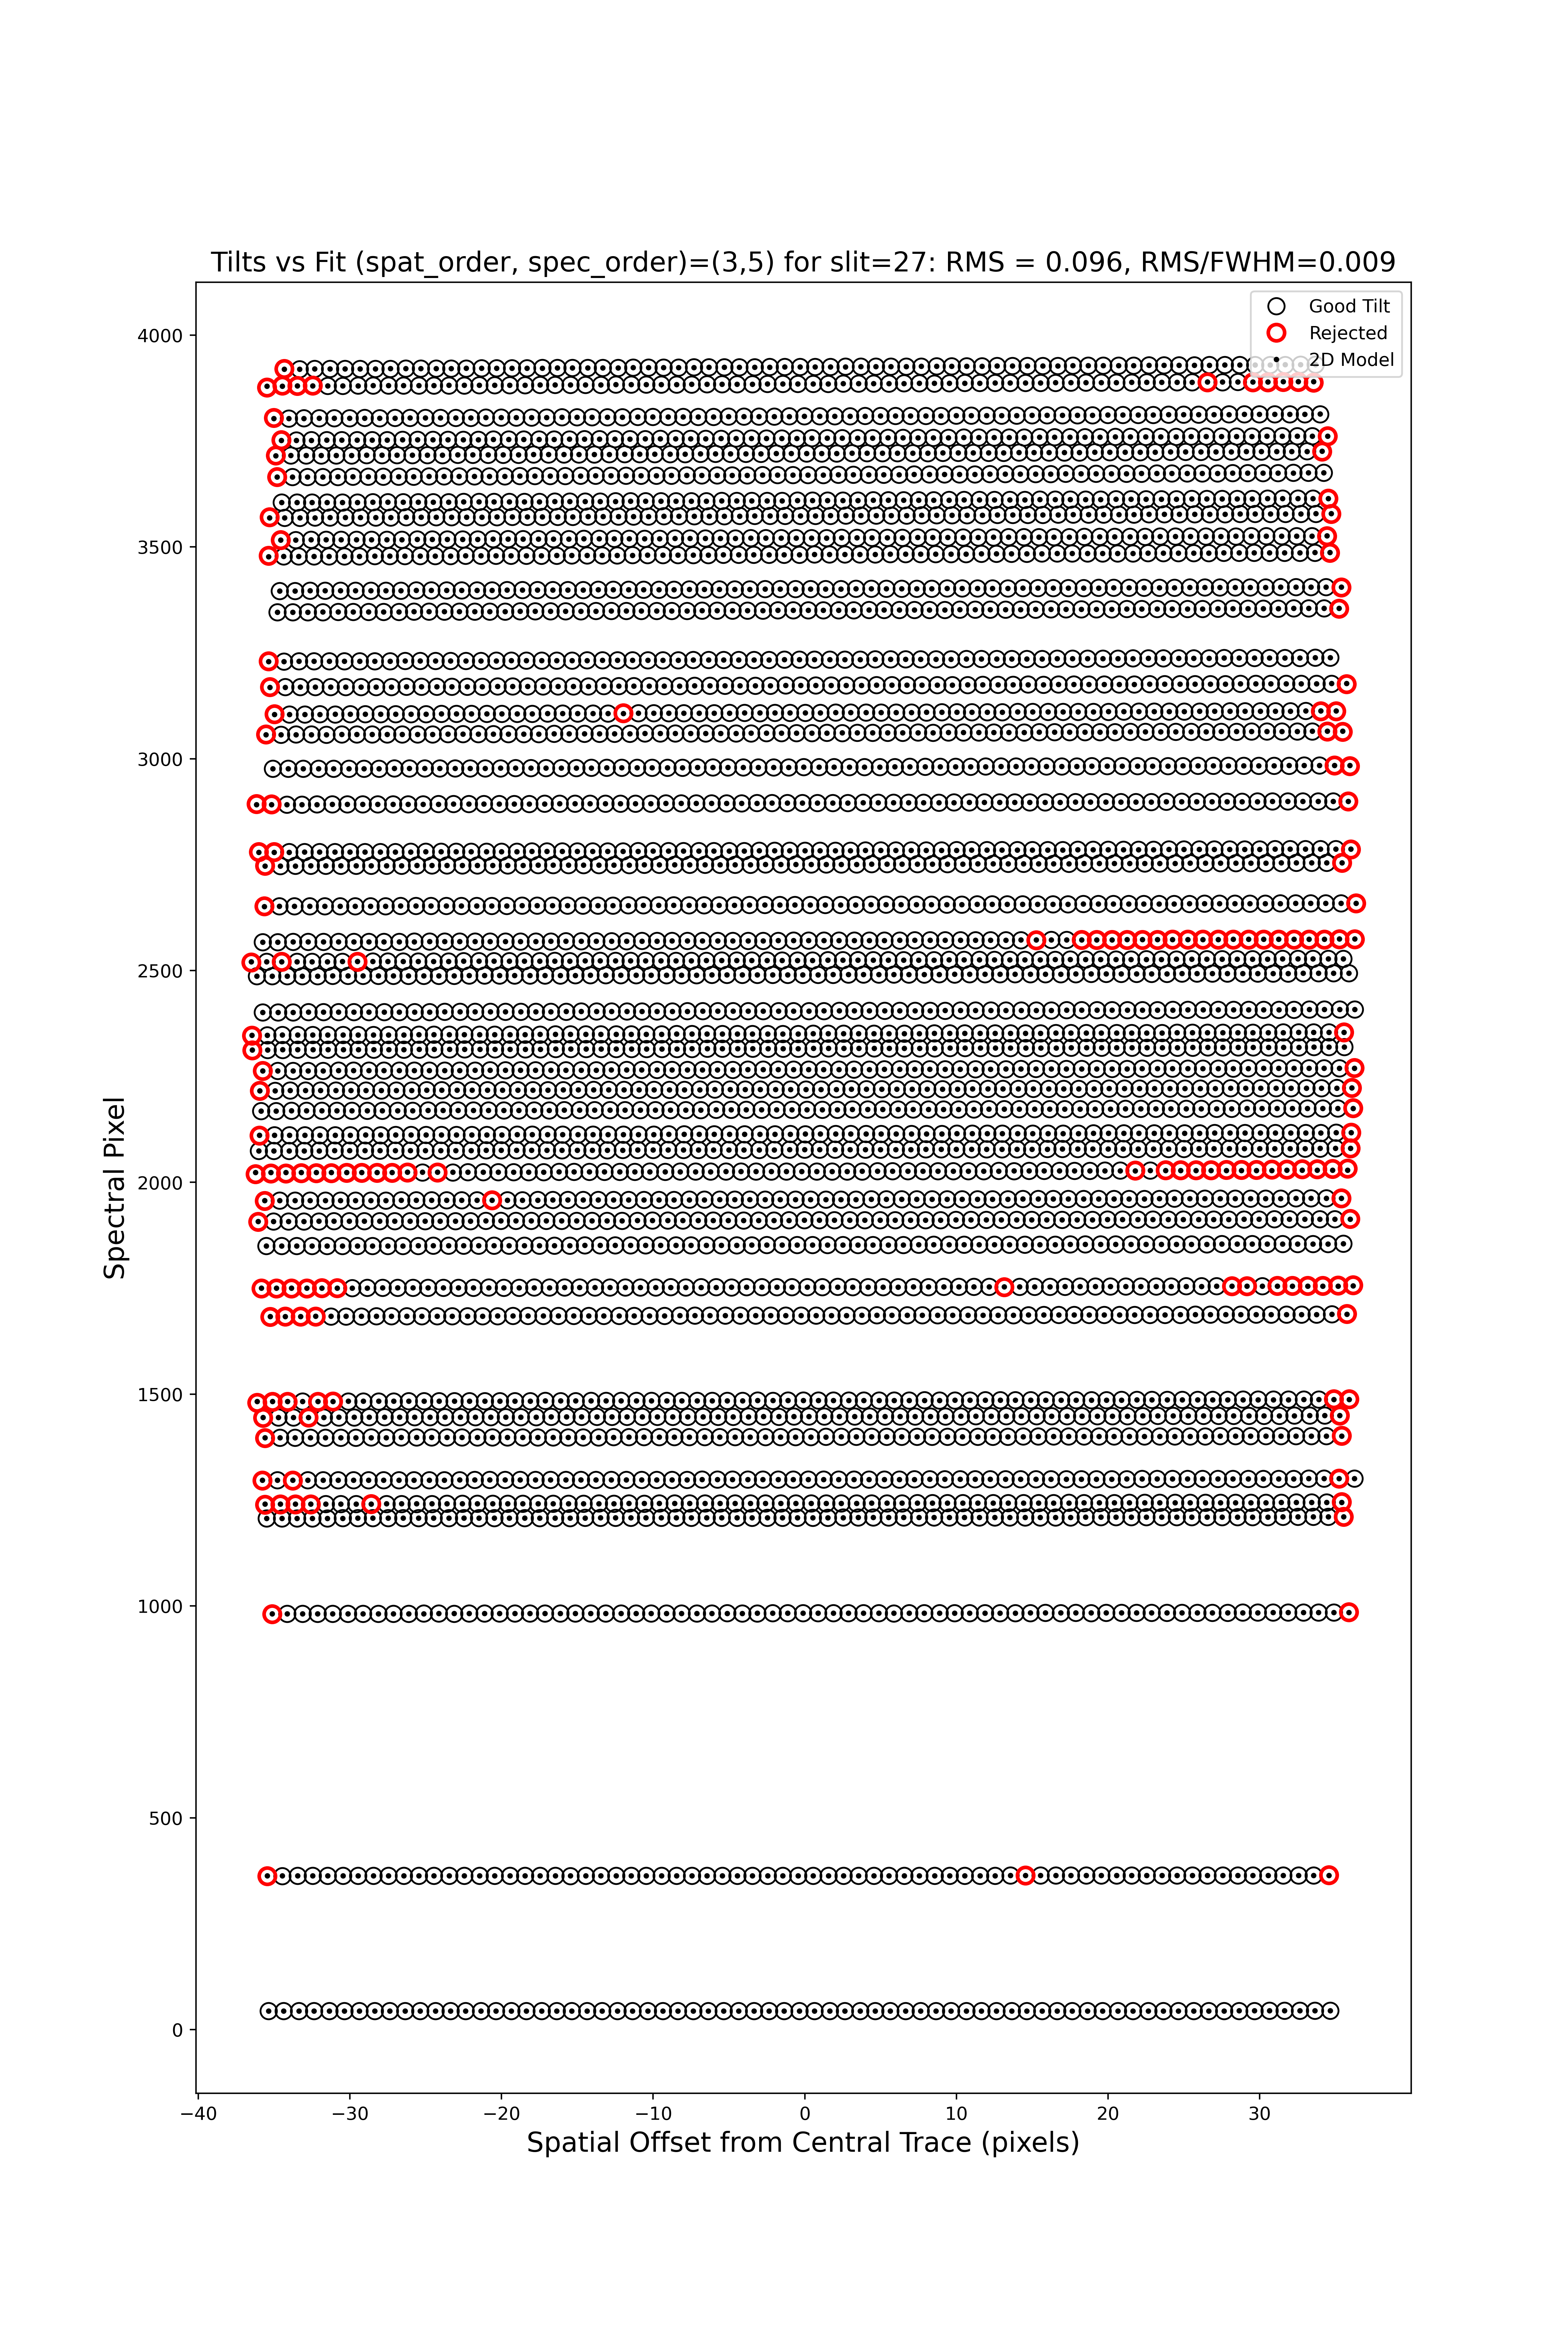 Tilts vs Fit (spat_order, spec_order)=(3,5) for slit=27: RMS = 0.096, RMS/FWHM=0.009
Good Tilt
Rejected
2D Model
4000
3500
3000
2500
2000
1500
1000
500
0
Spectral Pixel
−40 −30 −20 −10 0 10 20 30
Spatial Offset from Central Trace (pixels)